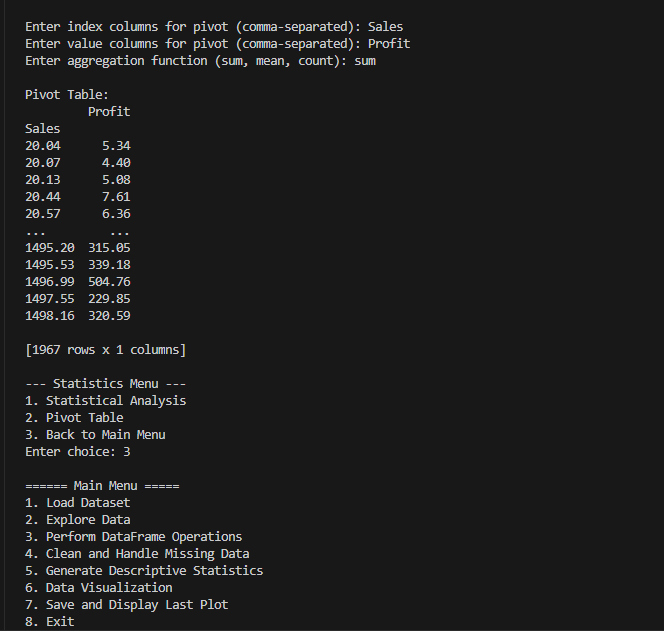 Enter index columns for pivot (comma-separated): Sales
Enter value columns for pivot (comma-separated): Profit
Enter aggregation function (sum, mean, count): sum
Pivot Table:
Profit
Sales
20.04 5.34
20.07 4.40
20.13 5.08
20.44 7.61
20.57 6.36
... ...
1495.20 315.05
1495.53 339.18
1496.99 504.76
1497.55 229.85
1498.16 320.59
[1967 rows x 1 columns]
--- Statistics Menu ---
1. Statistical Analysis
2. Pivot Table
3. Back to Main Menu
Enter choice: 3
====== Main Menu =====
1. Load Dataset
2. Explore Data
3. Perform DataFrame Operations
4. Clean and Handle Missing Data
5. Generate Descriptive Statistics
6. Data Visualization
7. Save and Display Last Plot
8. Exit